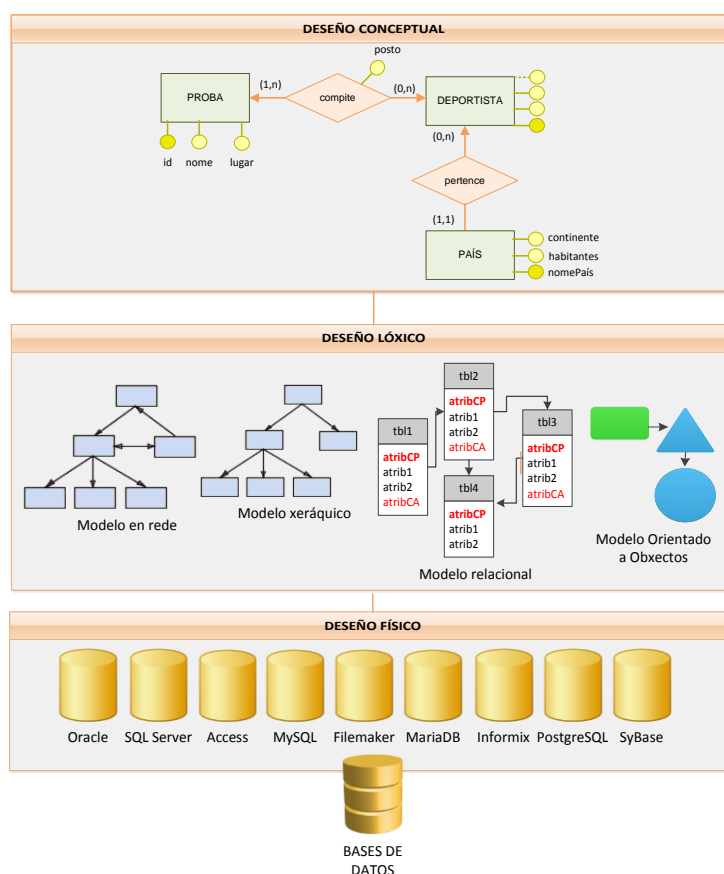 DESEÑO CONCEPTUAL
posto
PROBA
(1,n)
compite
(0,n)
DEPORTISTA
id
nome
lugar
(0,n)
pertence
(1,1)
PAÍS
continente
habitantes
nomePaís
DESEÑO LÓXICO
Modelo en rede
Modelo xeráquico
tbl1
atribCP
atrib1
atrib2
atribCA
tbl2
atribCP
atrib1
atrib2
atribCA
tbl3
atribCP
atrib1
atrib2
atribCA
tbl4
atribCP
atrib1
atrib2
Modelo relacional
Modelo Orientado
a Obxectos
DESEÑO FÍSICO
Oracle
SQL Server
Access
MySQL
Filemaker
MariaDB
Informix
PostgreSQL
SyBase
BASES DE
DATOS